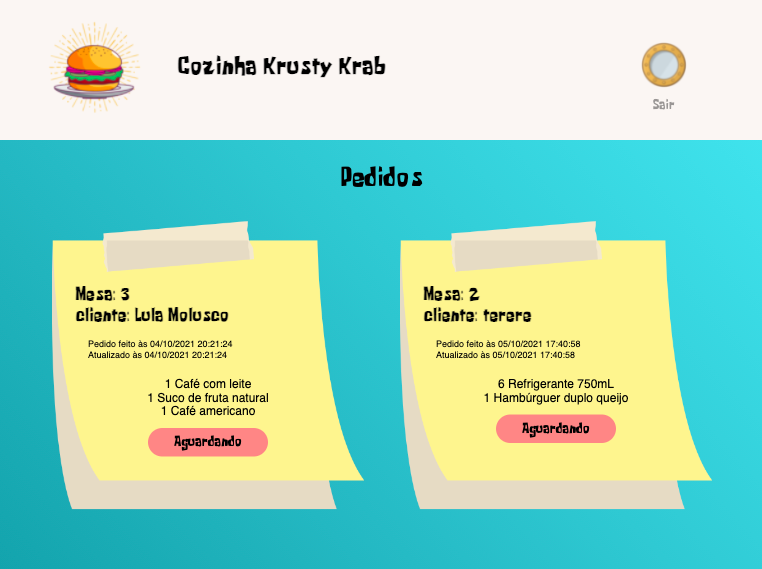 Cozinha Krusty Krab
Sair
Pedidos
Mesa: 3
cliente: Lula Molusco
Pedido feito às 04/10/2021 20:21:24
Atualizado às 04/10/2021 20:21:24
1 Café com leite
1 Suco de fruta natural
1 Café americano
Aguardando
Mesa: 2
cliente: terere
Pedido feito às 05/10/2021 17:40:58
Atualizado às 05/10/2021 17:40:58
6 Refrigerante 750mL
1 Hambúrguer duplo queijo
Aguardando